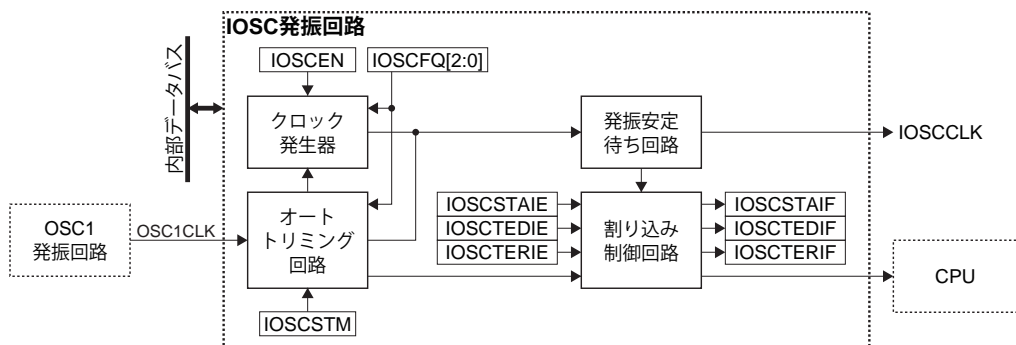 IOSC発振回路
内部データバス
IOSCEN
IOSCFQ[2:0]
クロック
発生器
発振安定
待ち回路
IOSCCLK
OSC1
発振回路
OSC1CLK
オート
トリミング
回路
IOSCSTAIE
IOSCTEDIE
IOSCTERIE
割り込み
制御回路
IOSCSTAIF
IOSCTEDIF
IOSCTERIF
CPU
IOSCSTM